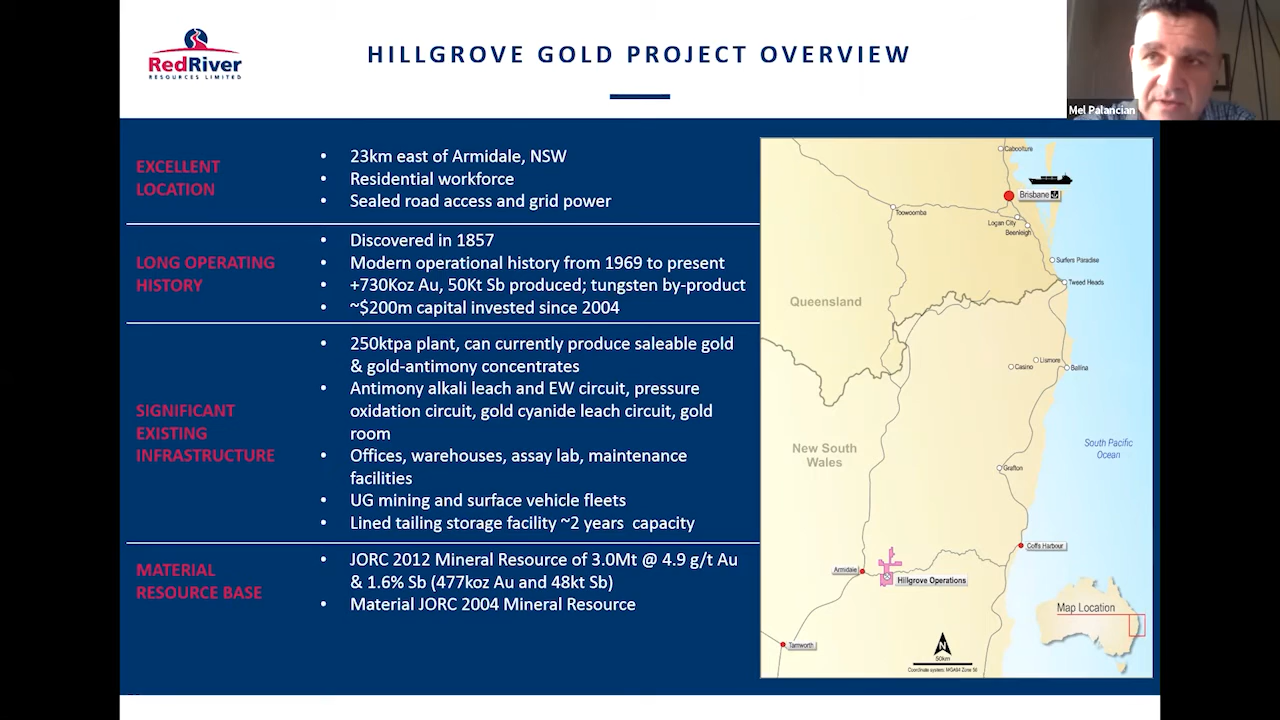 RedRiver
RESOURCES LIMITED
HILLGROVE GOLD PROJECT OVERVIEW
Mel Palancian
EXCELLENT
LOCATION
• 23km east of Armidale, NSW
• Residential workforce
• Sealed road access and grid power
LONG OPERATING
HISTORY
• Discovered in 1857
• Modern operational history from 1969 to present
• +730Koz Au, 50Kt Sb produced; tungsten by-product
• ~$200m capital invested since 2004
SIGNIFICANT
EXISTING
INFRASTRUCTURE
• 250ktpa plant, can currently produce saleable gold
& gold-antimony concentrates
• Antimony alkali leach and EW circuit, pressure
oxidation circuit, gold cyanide leach circuit, gold
room
• Offices, warehouses, assay lab, maintenance
facilities
• UG mining and surface vehicle fleets
• Lined tailing storage facility ~2 years capacity
MATERIAL
RESOURCE BASE
• JORC 2012 Mineral Resource of 3.0Mt @ 4.9 g/t Au
& 1.6% Sb (477koz Au and 48kt Sb)
• Material JORC 2004 Mineral Resource
Caboolture
Brisbane
Toowoomba
Logan City
Beenleigh
Surfers Paradise
Tweed Heads
Queensland
Lismore
Casino
Ballina
South Pacific
Ocean
New South
Wales
Grafton
Coffs Harbour
Armidale
Hillgrove Operations
Map Location
Tamworth
N
50km
Coordinate system: MGA94 Zone 56